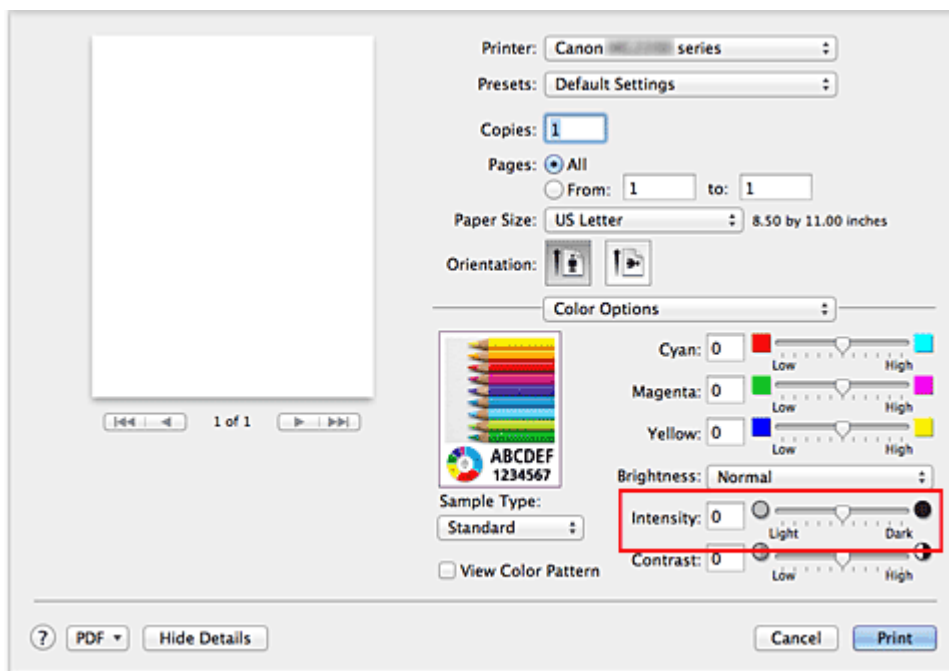 Printer: Canon series
Presets: Default Settings
Copies: 1
Pages: All
From: 1 to: 1
Paper Size: US Letter 8.50 by 11.00 inches
Orientation:
Color Options
Cyan: 0
Low High
Magenta: 0
Low High
Yellow: 0
Low High
Brightness: Normal
Intensity: 0
Light Dark
Contrast: 0
Low High
1 of 1
ABCDEF
1234567
Sample Type:
Standard
View Color Pattern
? PDF Hide Details Cancel Print